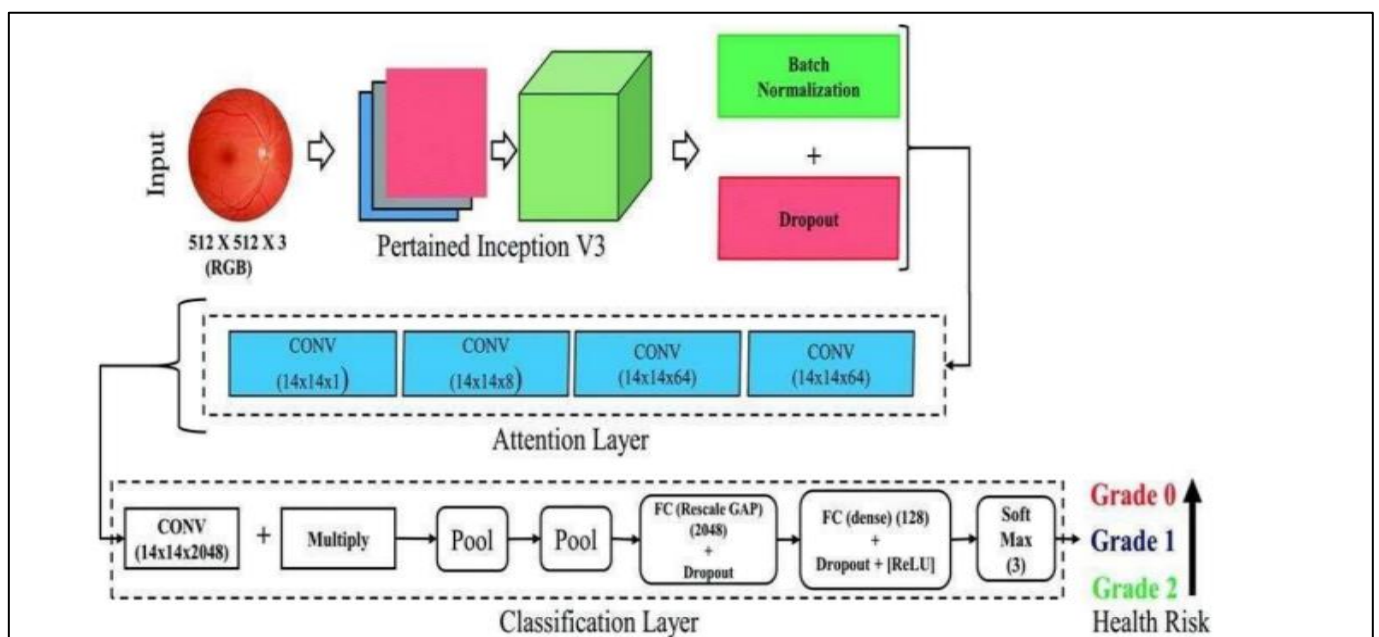 Input
512 X 512 X 3
(RGB)
Pertained Inception V3
Batch
Normalization
+
Dropout
CONV
(14x14x1)
CONV
(14x14x8)
CONV
(14x14x64)
CONV
(14x14x64)
Attention Layer
CONV
(14x14x2048)
+
Multiply
Pool
Pool
FC (Rescale GAP)
(2048)
+
Dropout
FC (dense) (128)
+
Dropout + [ReLU]
Soft
Max
(3)
Grade 0
Grade 1
Grade 2
Health Risk
Classification Layer